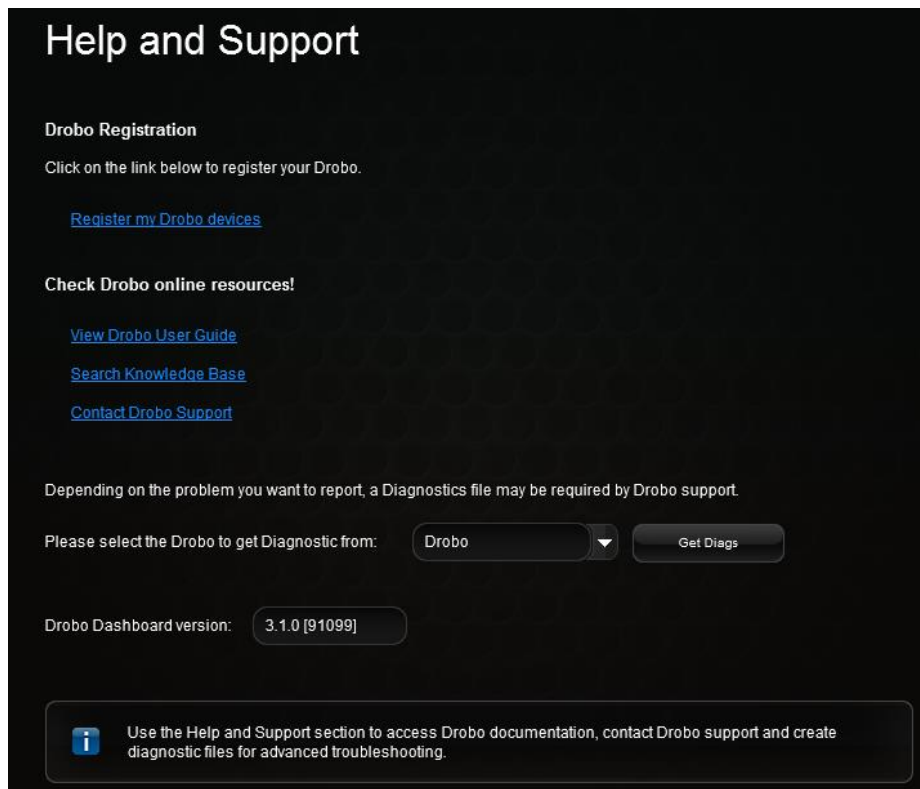 Help and Support
Drobo Registration
Click on the link below to register your Drobo.
Register my Drobo devices
Check Drobo online resources!
View Drobo User Guide
Search Knowledge Base
Contact Drobo Support
Depending on the problem you want to report, a Diagnostics file may be required by Drobo support.
Please select the Drobo to get Diagnostic from: Drobo Get Diags
Drobo Dashboard version: 3.1.0 [91099]
Use the Help and Support section to access Drobo documentation, contact Drobo support and create
diagnostic files for advanced troubleshooting.